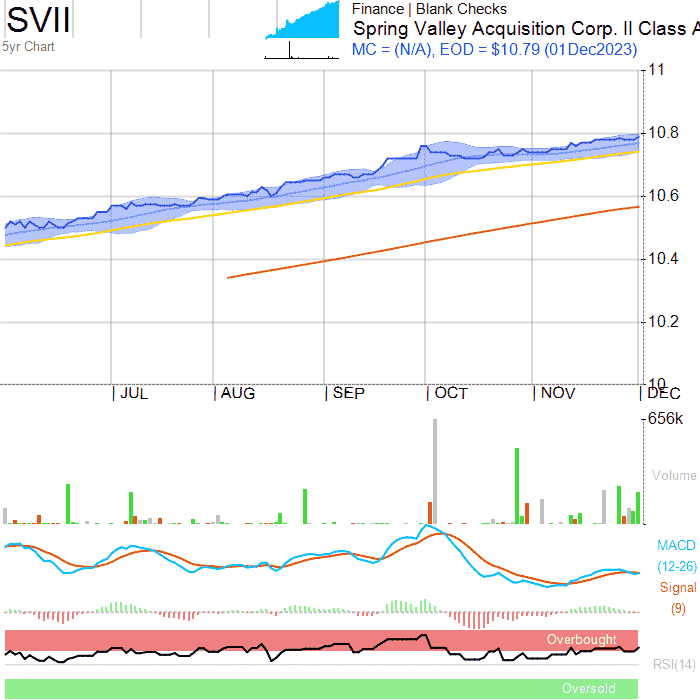 SVII
5yr Chart
Finance | Blank Checks
Spring Valley Acquisition Corp. II Class A
MC = (N/A), EOD = $10.79 (01Dec2023)
11
10.8
10.6
10.4
10.2
10
JUL AUG SEP OCT NOV DEC
656k
Volume
MACD
(12-26)
Signal
(9)
Overbought
RSI(14)
Oversold